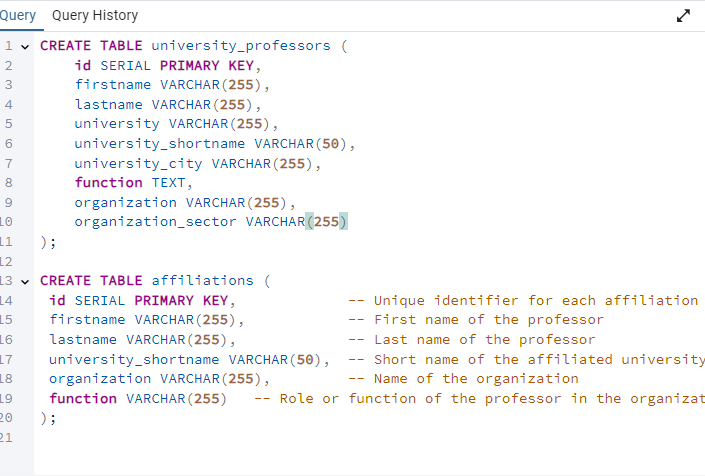 Query Query History
1 CREATE TABLE university_professors (
2 id SERIAL PRIMARY KEY,
3 firstname VARCHAR(255),
4 lastname VARCHAR(255),
5 university VARCHAR(255),
6 university_shortname VARCHAR(50),
7 university_city VARCHAR(255),
8 function TEXT,
9 organization VARCHAR(255),
10 organization_sector VARCHAR(255)
11 );
12
13 CREATE TABLE affiliations (
14 id SERIAL PRIMARY KEY, -- Unique identifier for each affiliation
15 firstname VARCHAR(255), -- First name of the professor
16 lastname VARCHAR(255), -- Last name of the professor
17 university_shortname VARCHAR(50), -- Short name of the affiliated university
18 organization VARCHAR(255), -- Name of the organization
19 function VARCHAR(255) -- Role or function of the professor in the organizat
20 );
21